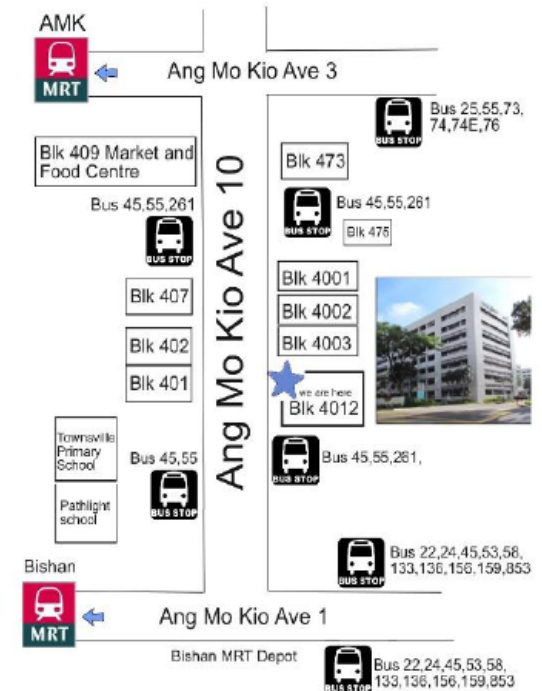 AMK
MRT
Ang Mo Kio Ave 3
BUS STOP
Bus 25,55,73,
74,74E,76
Blk 409 Market and
Food Centre
Blk 473
Bus 45,55,261
BUS STOP
Bus 45,55,261
BUS STOP
Blk 475
Ang Mo Kio Ave 10
Blk 407
Blk 4001
Blk 4002
Blk 4003
Blk 402
Blk 401
we are here
Blk 4012
Townsville
Primary
School
Pathlight
school
Bus 45,55
BUS STOP
Bus 45,55,261,
BUS STOP
Bishan
MRT
BUS STOP
Bus 22,24,45,53,58,
133,136,156,159,853
Ang Mo Kio Ave 1
Bishan MRT Depot
BUS STOP
Bus 22,24,45,53,58,
133,136,156,159,853